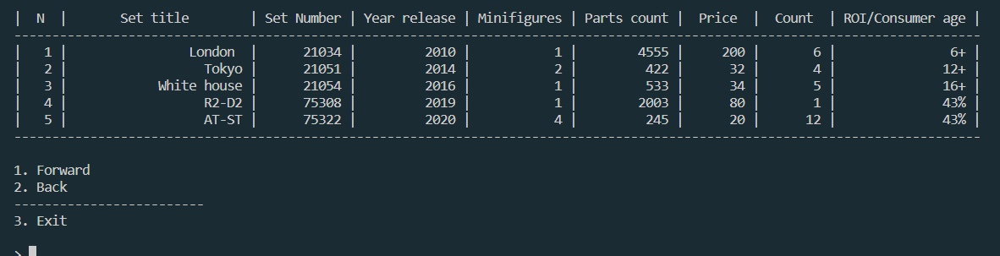 |  N  |       Set title        | Set Number | Year release | Minifigures | Parts count |  Price  |  Count  | ROI/Consumer age |
-------------------------------------------------------------------------------------------------------------------------------
|   1 |                London  |      21034 |         2010 |           1 |        4555 |     200 |       6 |               6+ |
|   2 |                  Tokyo |      21051 |         2014 |           2 |         422 |      32 |       4 |              12+ |
|   3 |            White house |      21054 |         2016 |           1 |         533 |      34 |       5 |              16+ |
|   4 |                  R2-D2 |      75308 |         2019 |           1 |        2003 |      80 |       1 |              43% |
|   5 |                  AT-ST |      75322 |         2020 |           4 |         245 |      20 |      12 |              43% |
-------------------------------------------------------------------------------------------------------------------------------
1. Forward
2. Back
-------------------------
3. Exit
>